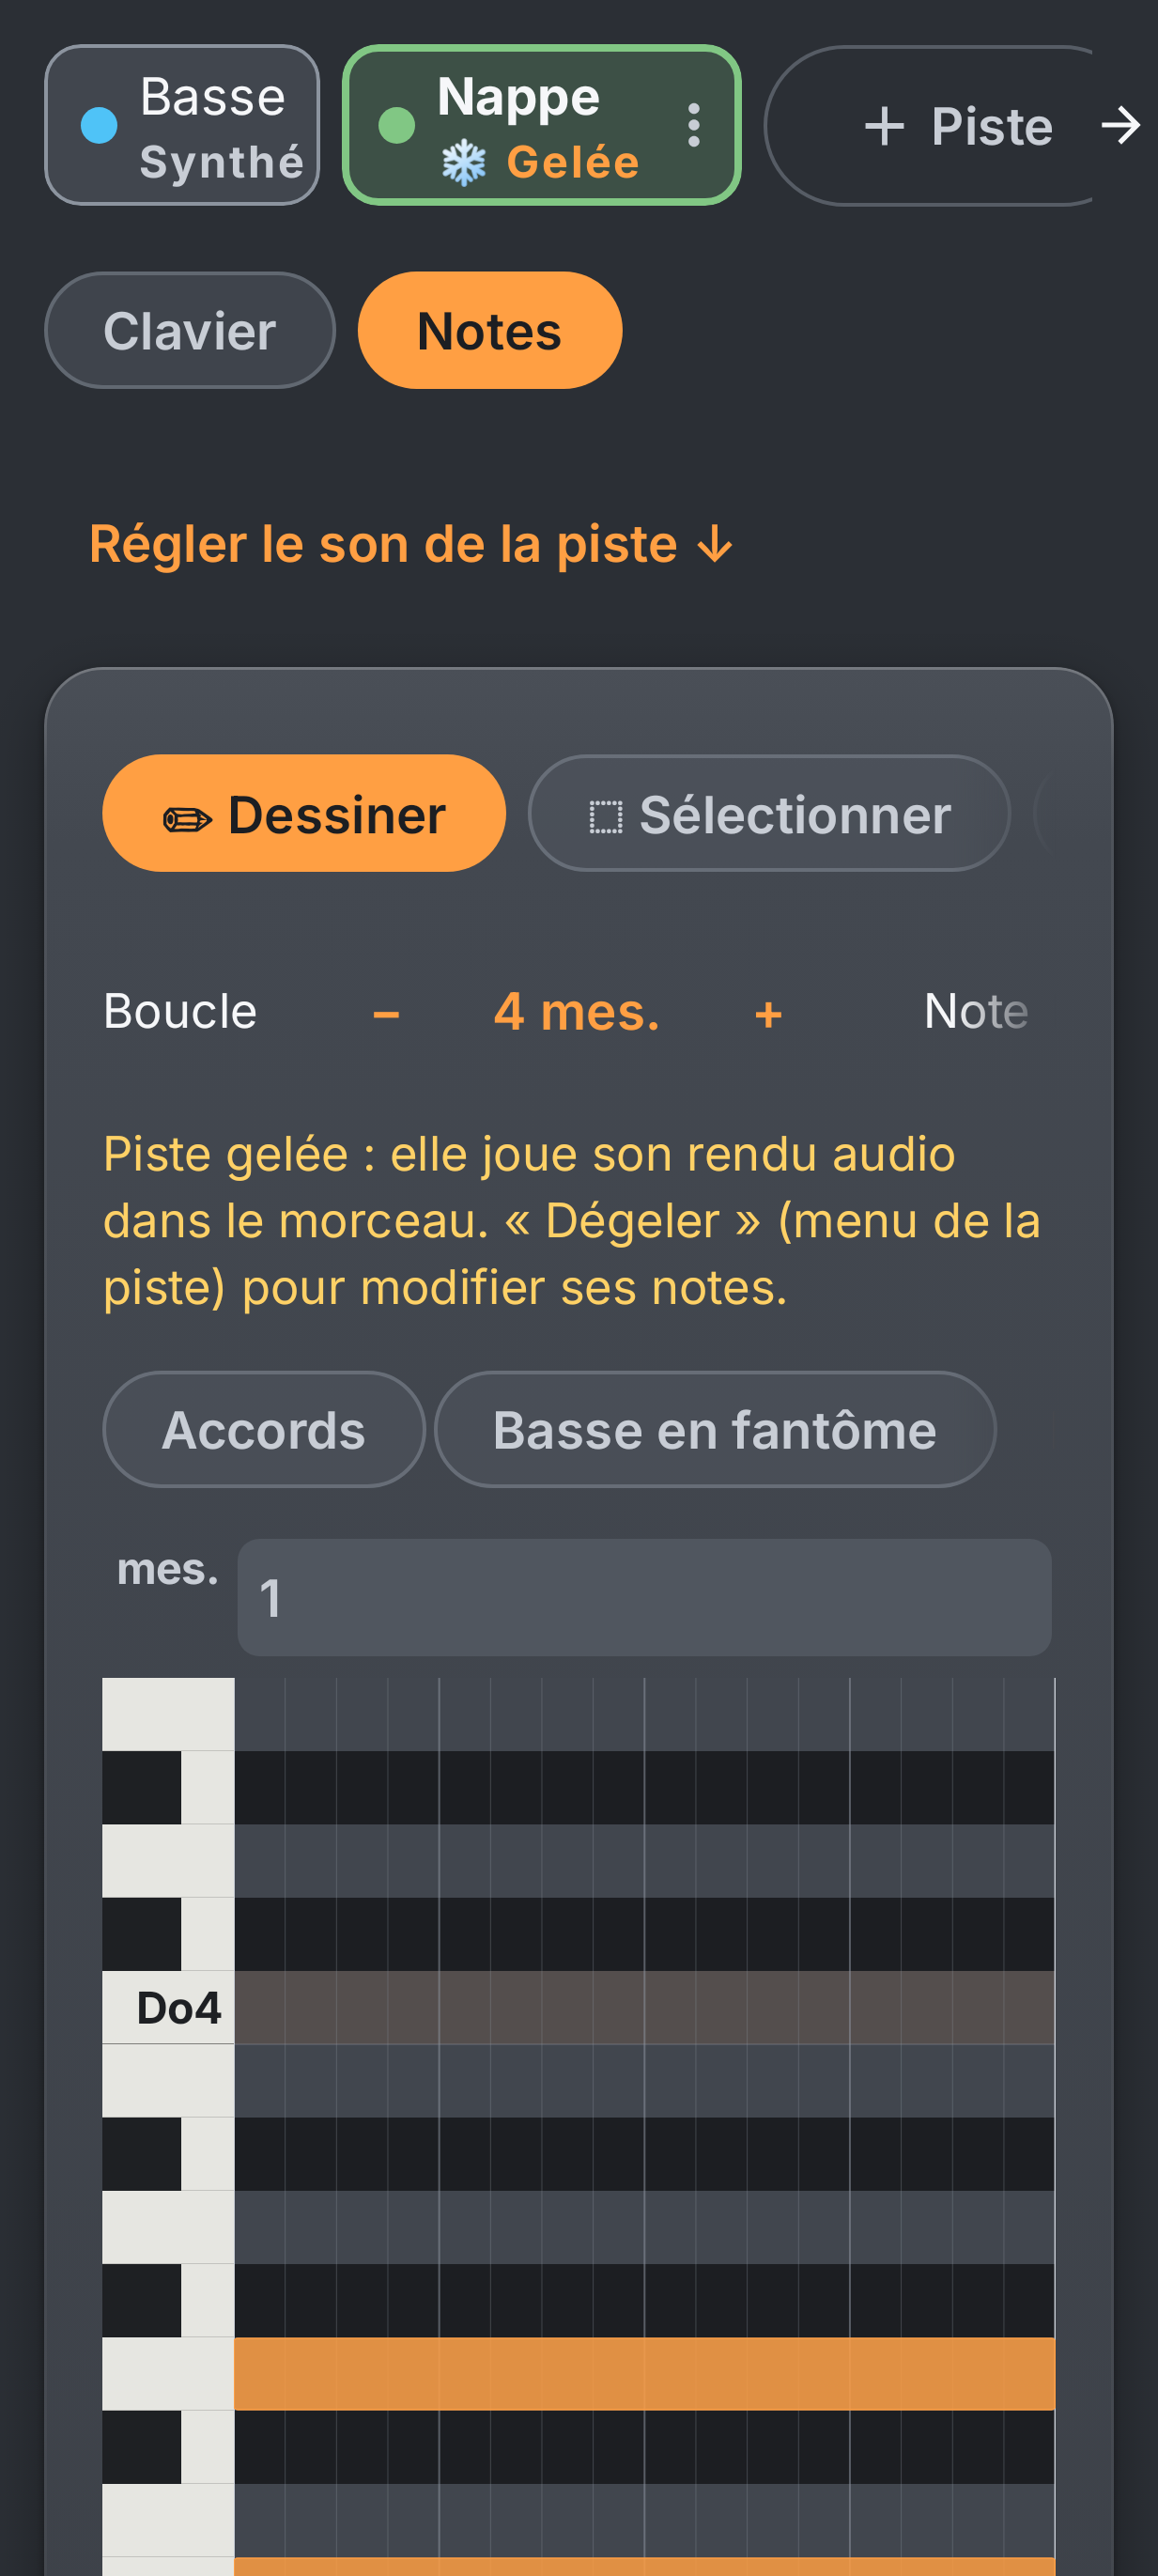 Basse
Synthé
Nappe
❄️ Gelée
+ Piste →
Clavier
Notes
Régler le son de la piste ↓
✏ Dessiner
⬚ Sélectionner
Boucle − 4 mes. + Note
Piste gelée : elle joue son rendu audio
dans le morceau. « Dégeler » (menu de la
piste) pour modifier ses notes.
Accords
Basse en fantôme
mes.
1
Do4